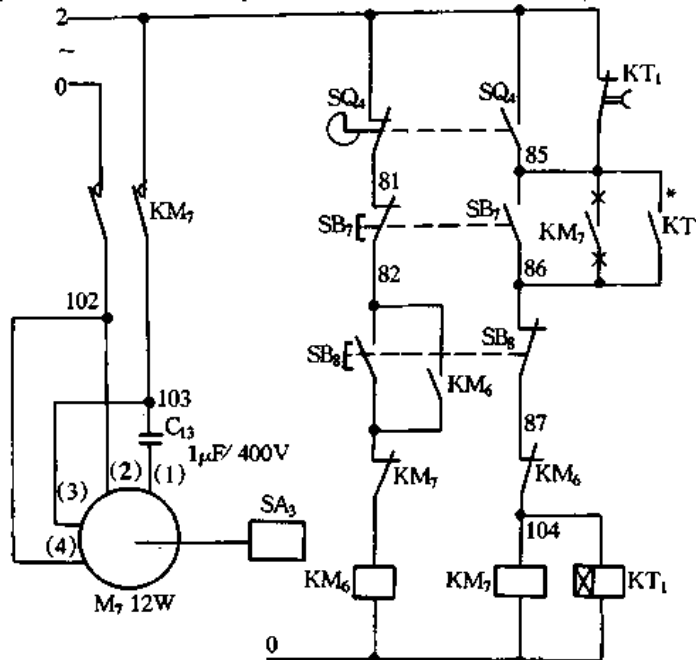 2
~
0
KM₇
102
103
C₁₃
1μF/400V
(1)
(2)
(3)
(4)
M₇ 12W
SA₃
SQ₄
SQ₄
KT₁
81
85
SB₇
SB₇
KM₇
*
KT
82
86
SB₈
SB₈
KM₆
87
KM₇
KM₆
104
KM₆
KM₇
KT₁
0